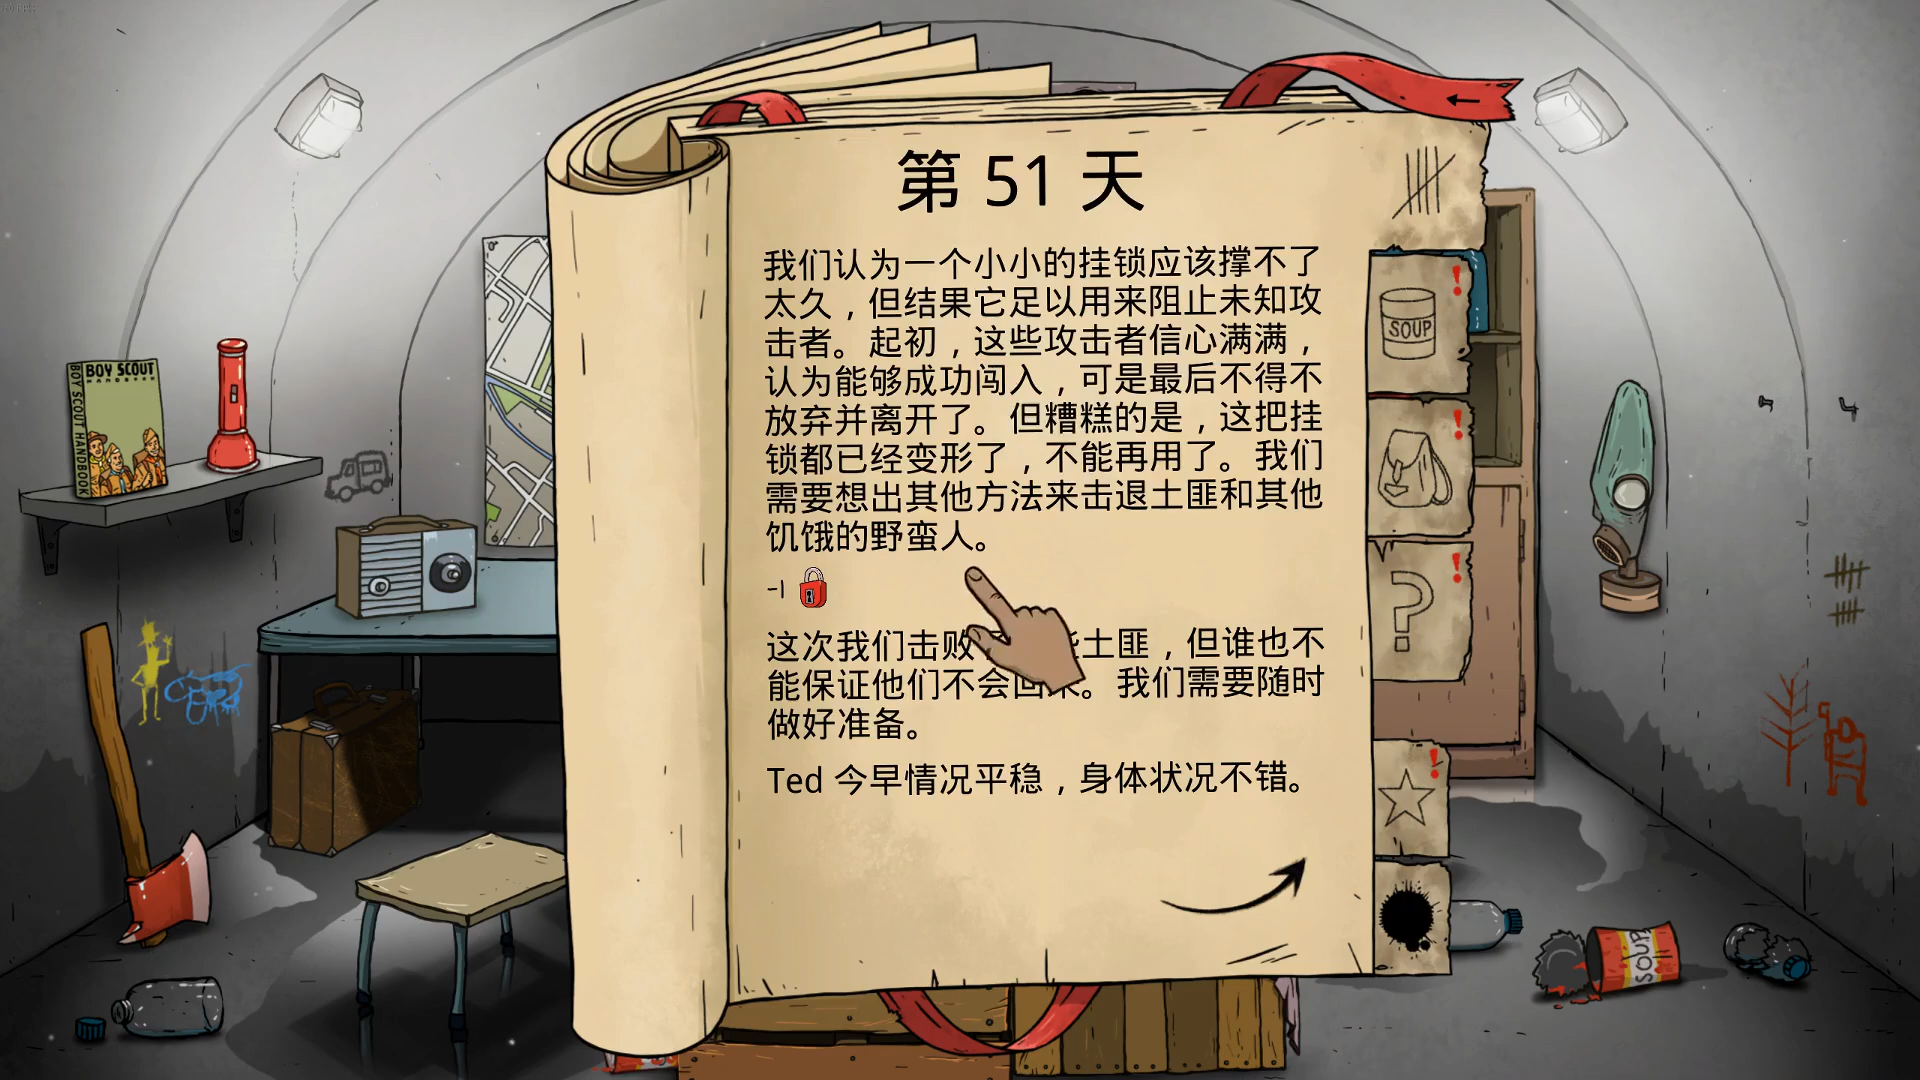 第 51 天
我们认为一个小小的挂锁应该撑不了
太久，但结果它足以用来阻止未知攻
击者。起初，这些攻击者信心满满，
认为能够成功闯入，可是最后不得不
放弃并离开了。但糟糕的是，这把挂
锁都已经变形了，不能再用了。我们
需要想出其他方法来击退土匪和其他
饥饿的野蛮人。
-1
这次我们击败 土匪，但谁也不
能保证他们不会回来。我们需要随时
做好准备。
Ted 今早情况平稳，身体状况不错。
SOUP
BOY SCOUT
HANDBOOK
BOY SCOUT HANDBOOK
SOUP